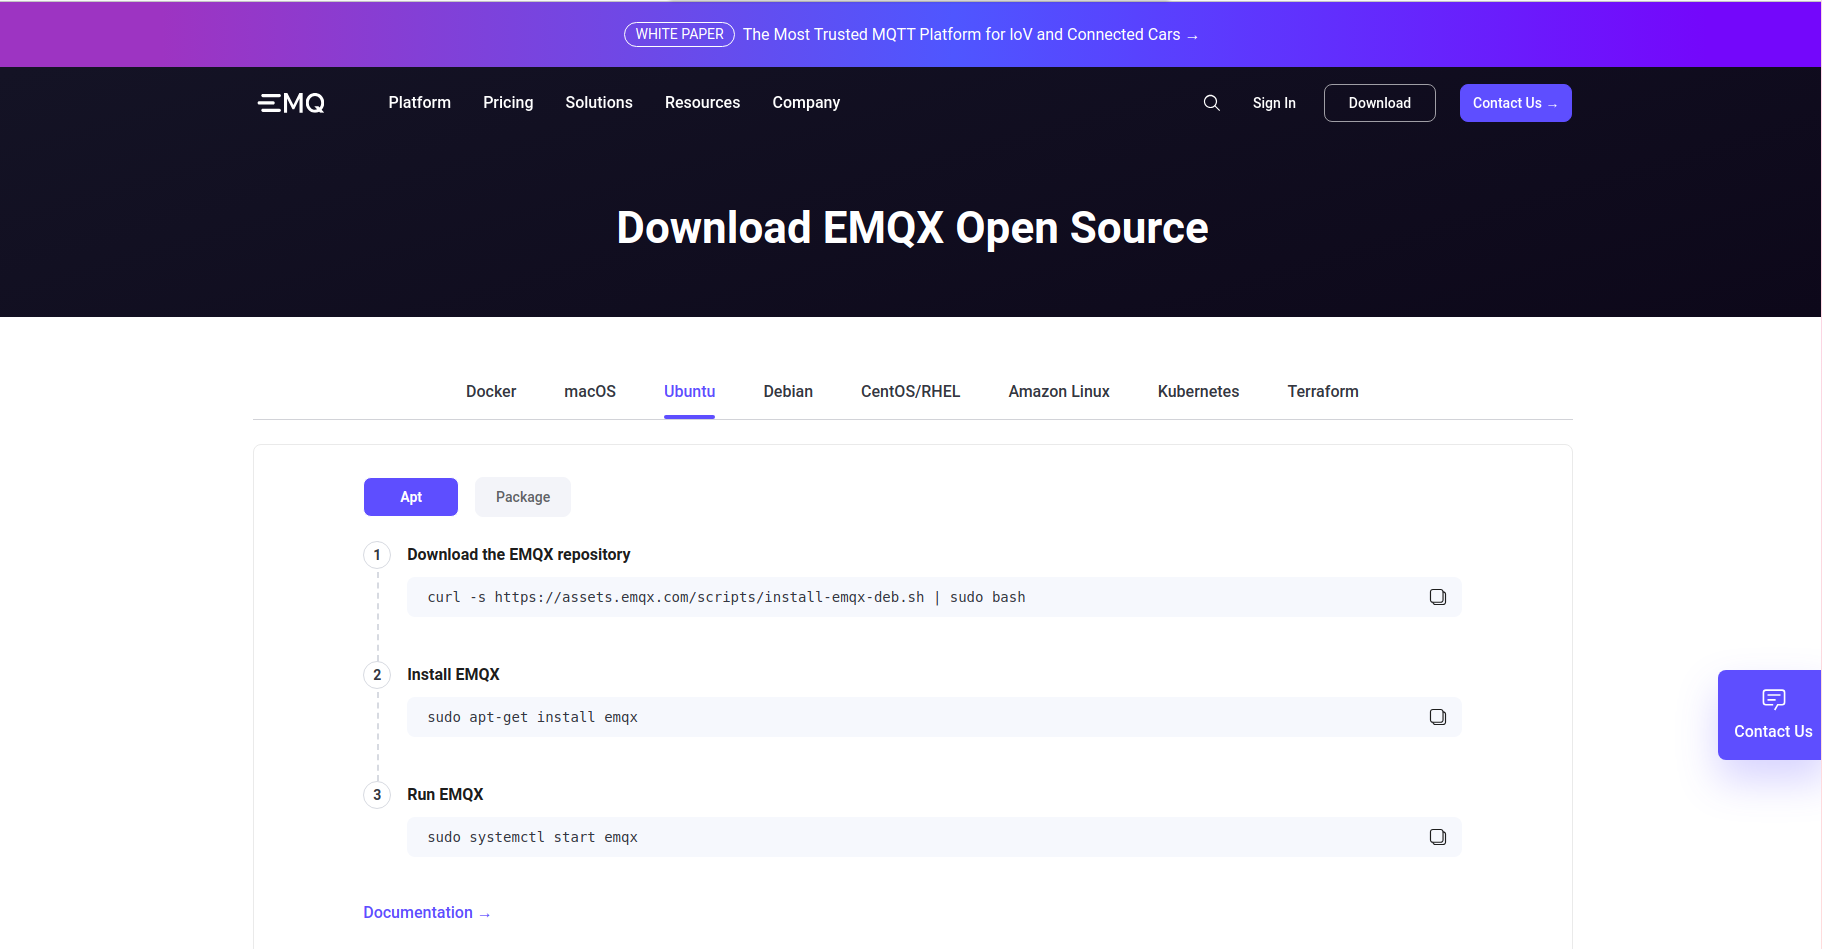 WHITE PAPER The Most Trusted MQTT Platform for IoV and Connected Cars →
EMQ Platform Pricing Solutions Resources Company Sign In Download Contact Us →
Download EMQX Open Source
Docker macOS Ubuntu Debian CentOS/RHEL Amazon Linux Kubernetes Terraform
Apt Package
1 Download the EMQX repository
curl -s https://assets.emqx.com/scripts/install-emqx-deb.sh | sudo bash
2 Install EMQX
sudo apt-get install emqx
Contact Us
3 Run EMQX
sudo systemctl start emqx
Documentation →